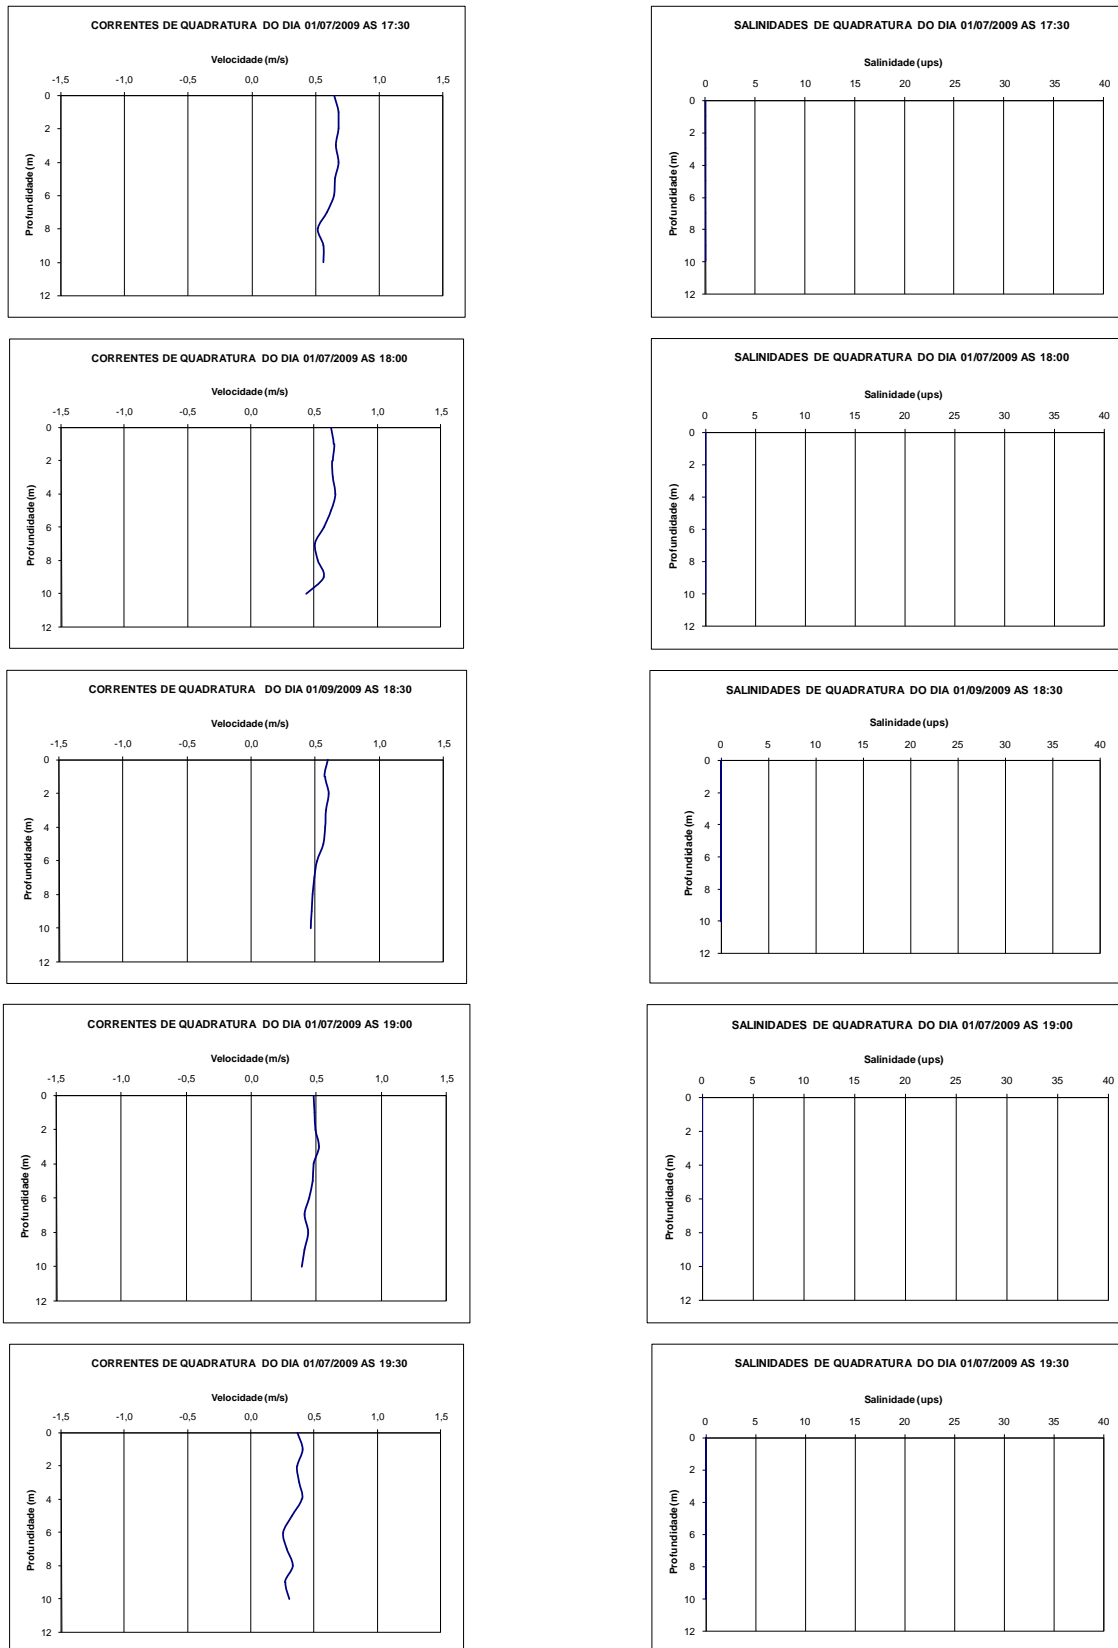 CORRENTES DE QUADRATURA DO DIA 01/07/2009 AS 17:30
Velocidade (m/s)
-1,5 -1,0 -0,5 0,0 0,5 1,0 1,5
0
2
4
6
8
10
12
Profundidade (m)
SALINIDADES DE QUADRATURA DO DIA 01/07/2009 AS 17:30
Salinidade (ups)
0 5 10 15 20 25 30 35 40
0
2
4
6
8
10
12
Profundidade (m)
CORRENTES DE QUADRATURA DO DIA 01/07/2009 AS 18:00
Velocidade (m/s)
-1,5 -1,0 -0,5 0,0 0,5 1,0 1,5
0
2
4
6
8
10
12
Profundidade (m)
SALINIDADES DE QUADRATURA DO DIA 01/07/2009 AS 18:00
Salinidade (ups)
0 5 10 15 20 25 30 35 40
0
2
4
6
8
10
12
Profundidade (m)
CORRENTES DE QUADRATURA DO DIA 01/09/2009 AS 18:30
Velocidade (m/s)
-1,5 -1,0 -0,5 0,0 0,5 1,0 1,5
0
2
4
6
8
10
12
Profundidade (m)
SALINIDADES DE QUADRATURA DO DIA 01/09/2009 AS 18:30
Salinidade (ups)
0 5 10 15 20 25 30 35 40
0
2
4
6
8
10
12
Profundidade (m)
CORRENTES DE QUADRATURA DO DIA 01/07/2009 AS 19:00
Velocidade (m/s)
-1,5 -1,0 -0,5 0,0 0,5 1,0 1,5
0
2
4
6
8
10
12
Profundidade (m)
SALINIDADES DE QUADRATURA DO DIA 01/07/2009 AS 19:00
Salinidade (ups)
0 5 10 15 20 25 30 35 40
0
2
4
6
8
10
12
Profundidade (m)
CORRENTES DE QUADRATURA DO DIA 01/07/2009 AS 19:30
Velocidade (m/s)
-1,5 -1,0 -0,5 0,0 0,5 1,0 1,5
0
2
4
6
8
10
12
Profundidade (m)
SALINIDADES DE QUADRATURA DO DIA 01/07/2009 AS 19:30
Salinidade (ups)
0 5 10 15 20 25 30 35 40
0
2
4
6
8
10
12
Profundidade (m)